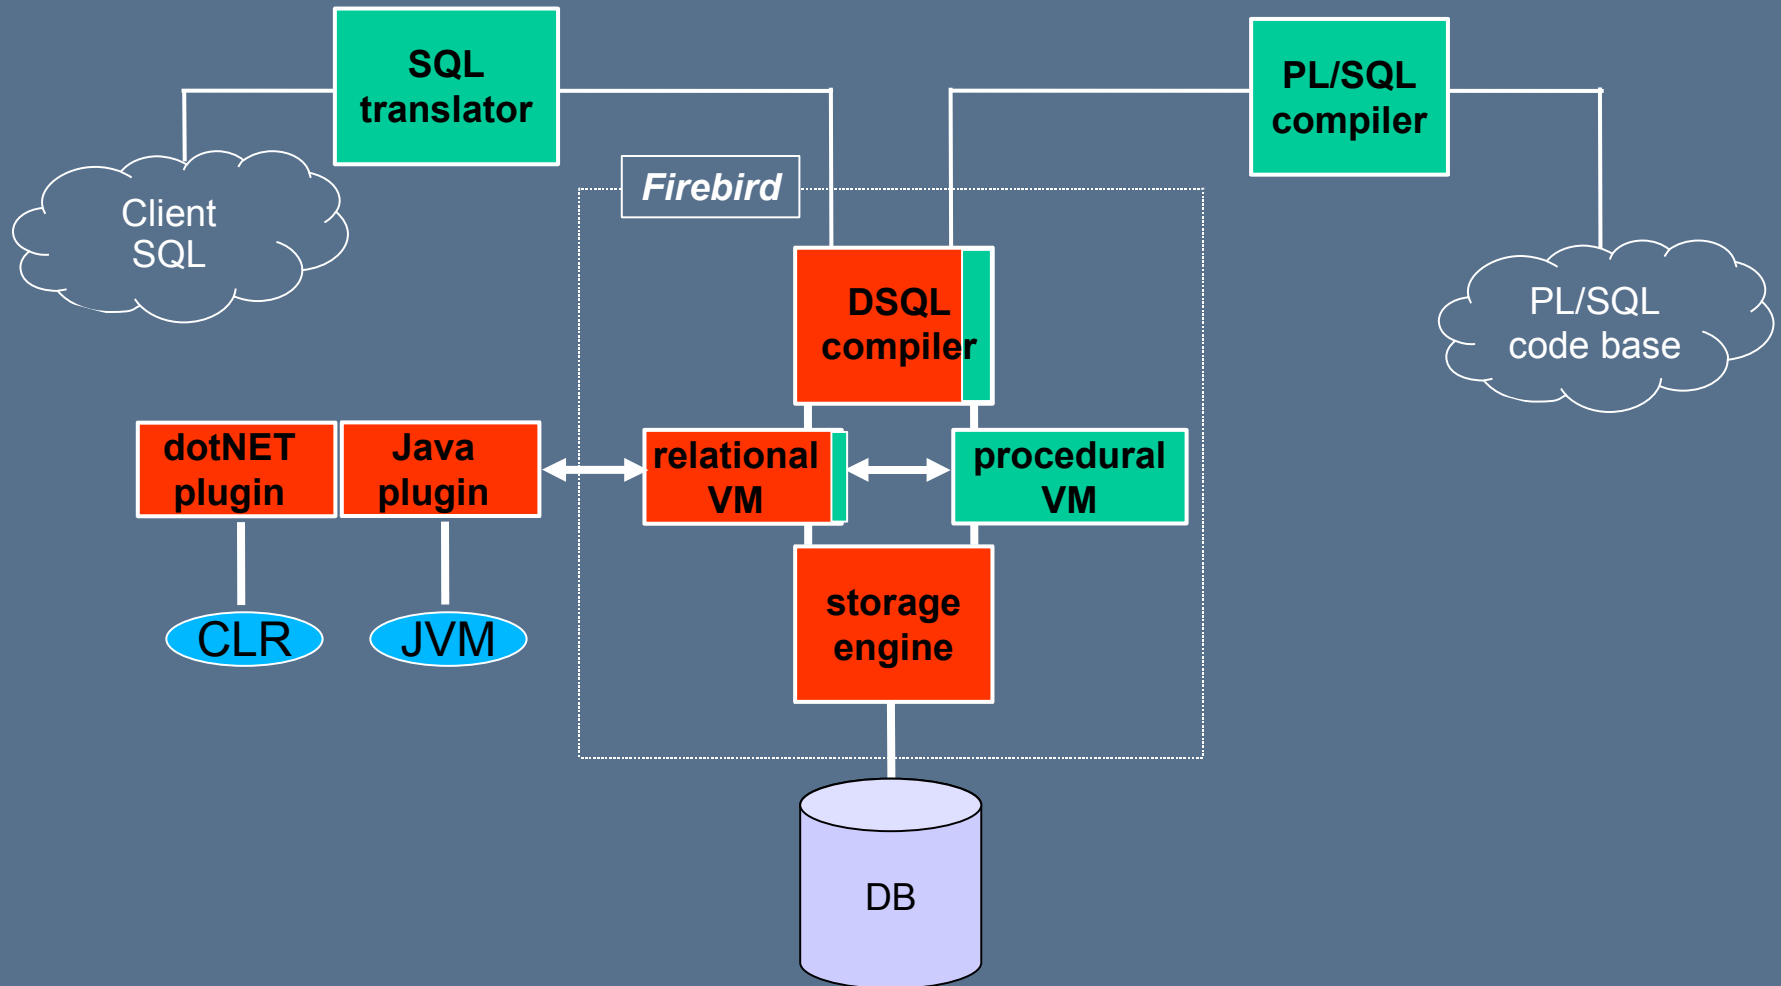 SQL
translator
PL/SQL
compiler
Firebird
Client
SQL
DSQL
compiler
PL/SQL
code base
dotNET
plugin
Java
plugin
relational
VM
procedural
VM
storage
engine
CLR
JVM
DB